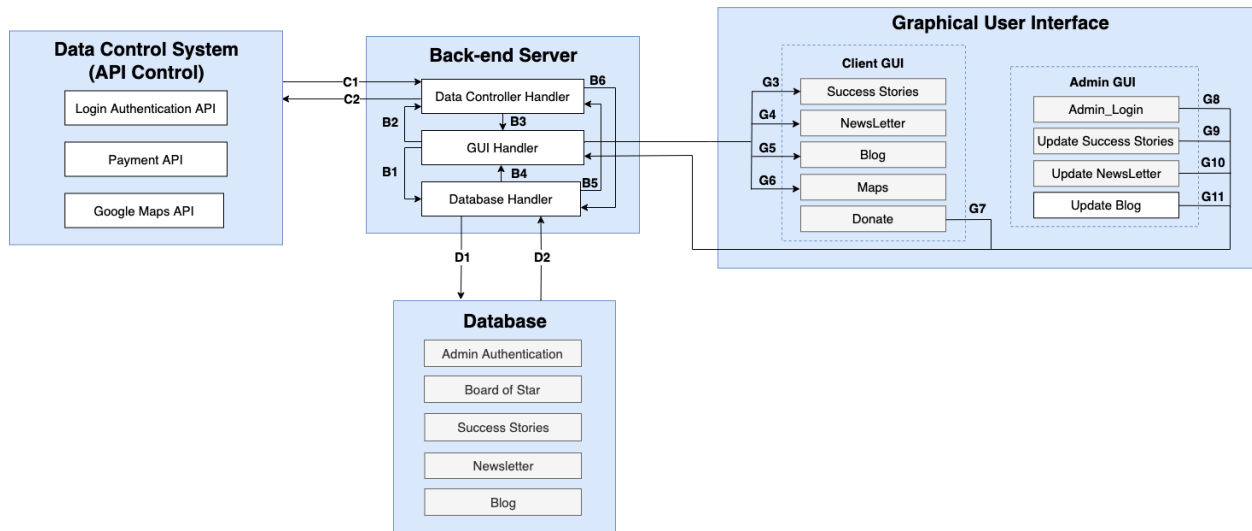 Data Control System
(API Control)
Login Authentication API
Payment API
Google Maps API
C1
C2
Back-end Server
B6
Data Controller Handler
B2
B3
GUI Handler
B1
B4
B5
Database Handler
D1
D2
Database
Admin Authentication
Board of Star
Success Stories
Newsletter
Blog
Graphical User Interface
Client GUI
G3
Success Stories
G4
NewsLetter
G5
Blog
G6
Maps
Donate
G7
Admin GUI
Admin_Login
G8
Update Success Stories
G9
Update NewsLetter
G10
Update Blog
G11